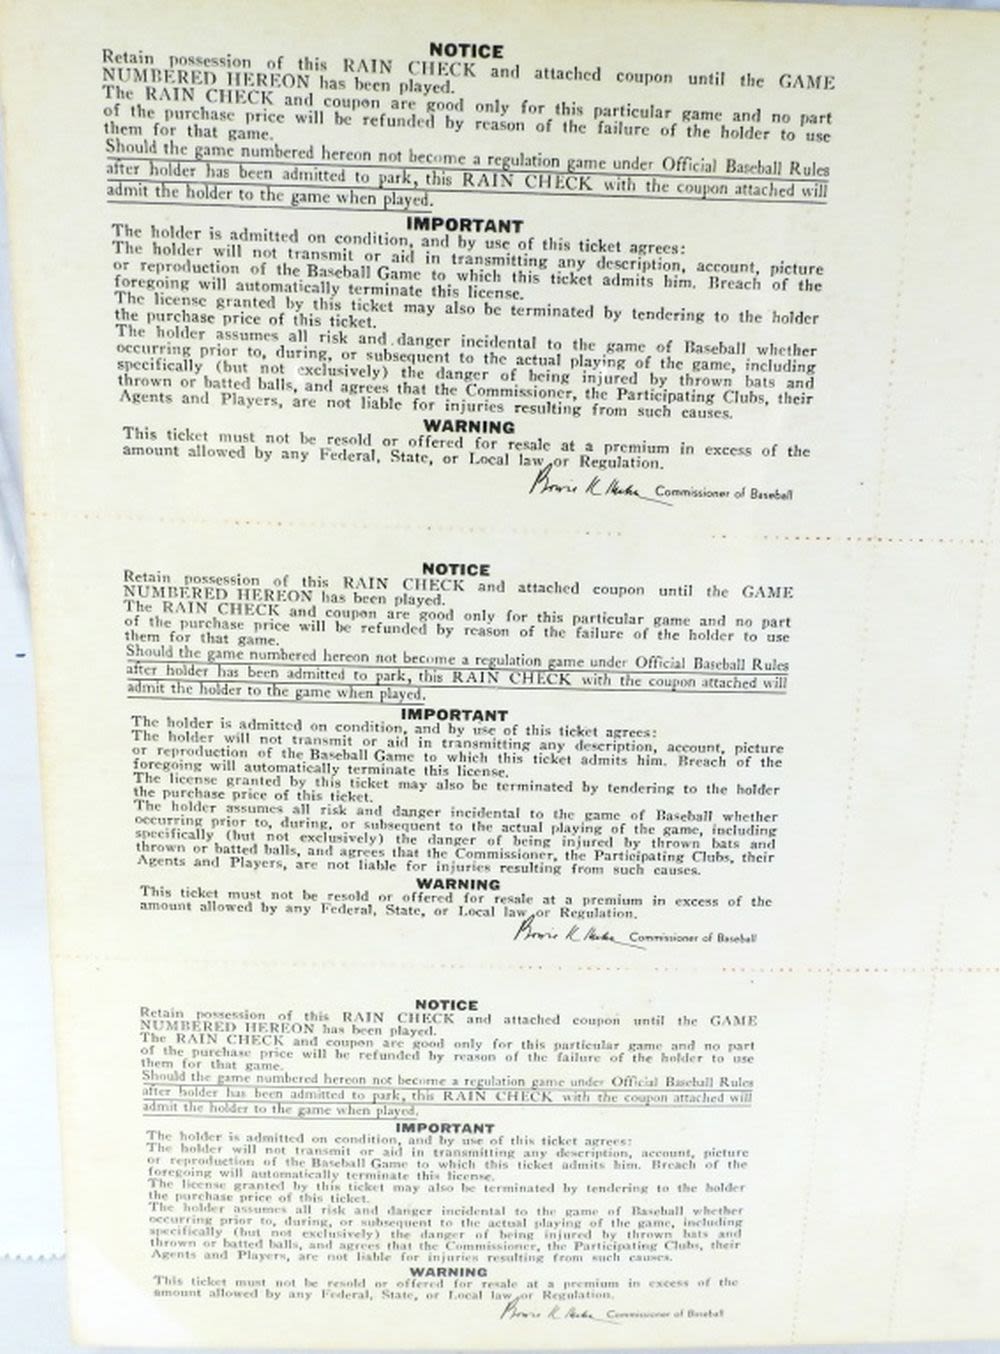 NOTICE
Retain possession of this RAIN CHECK and attached coupon until the GAME
NUMBERED HEREON has been played.
The RAIN CHECK and coupon are good only for this particular game and no part
of the purchase price will be refunded by reason of the failure of the holder to use
them for that game.
Should the game numbered hereon not become a regulation game under Official Baseball Rules
after holder has been admitted to park, this RAIN CHECK with the coupon attached will
admit the holder to the game when played.
IMPORTANT
The holder is admitted on condition, and by use of this ticket agrees:
The holder will not transmit or aid in transmitting any description, account, picture
or reproduction of the Baseball Game to which this ticket admits him. Breach of the
foregoing will automatically terminate this license.
The license granted by this ticket may also be terminated by tendering to the holder
the purchase price of this ticket.
The holder assumes all risk and danger incidental to the game of Baseball whether
occurring prior to, during, or subsequent to the actual playing of the game, including
specifically (but not exclusively) the danger of being injured by thrown bats and
thrown or batted balls, and agrees that the Commissioner, the Participating Clubs, their
Agents and Players, are not liable for injuries resulting from such causes.
WARNING
This ticket must not be resold or offered for resale at a premium in excess of the
amount allowed by any Federal, State, or Local law or Regulation.
Bowie K Kuhn Commissioner of Baseball
NOTICE
Retain possession of this RAIN CHECK and attached coupon until the GAME
NUMBERED HEREON has been played.
The RAIN CHECK and coupon are good only for this particular game and no part
of the purchase price will be refunded by reason of the failure of the holder to use
them for that game.
Should the game numbered hereon not become a regulation game under Official Baseball Rules
after holder has been admitted to park, this RAIN CHECK with the coupon attached will
admit the holder to the game when played.
IMPORTANT
The holder is admitted on condition, and by use of this ticket agrees:
The holder will not transmit or aid in transmitting any description, account, picture
or reproduction of the Baseball Game to which this ticket admits him. Breach of the
foregoing will automatically terminate this license.
The license granted by this ticket may also be terminated by tendering to the holder
the purchase price of this ticket.
The holder assumes all risk and danger incidental to the game of Baseball whether
occurring prior to, during, or subsequent to the actual playing of the game, including
specifically (but not exclusively) the danger of being injured by thrown bats and
thrown or batted balls, and agrees that the Commissioner, the Participating Clubs, their
Agents and Players, are not liable for injuries resulting from such causes.
WARNING
This ticket must not be resold or offered for resale at a premium in excess of the
amount allowed by any Federal, State, or Local law or Regulation.
Bowie K Kuhn Commissioner of Baseball
NOTICE
Retain possession of this RAIN CHECK and attached coupon until the GAME
NUMBERED HEREON has been played.
The RAIN CHECK and coupon are good only for this particular game and no part
of the purchase price will be refunded by reason of the failure of the holder to use
them for that game.
Should the game numbered hereon not become a regulation game under Official Baseball Rules
after holder has been admitted to park, this RAIN CHECK with the coupon attached will
admit the holder to the game when played.
IMPORTANT
The holder is admitted on condition, and by use of this ticket agrees:
The holder will not transmit or aid in transmitting any description, account, picture
or reproduction of the Baseball Game to which this ticket admits him. Breach of the
foregoing will automatically terminate this license.
The license granted by this ticket may also be terminated by tendering to the holder
the purchase price of this ticket.
The holder assumes all risk and danger incidental to the game of Baseball whether
occurring prior to, during, or subsequent to the actual playing of the game, including
specifically (but not exclusively) the danger of being injured by thrown bats and
thrown or batted balls, and agrees that the Commissioner, the Participating Clubs, their
Agents and Players, are not liable for injuries resulting from such causes.
WARNING
This ticket must not be resold or offered for resale at a premium in excess of the
amount allowed by any Federal, State, or Local law or Regulation.
Bowie K Kuhn Commissioner of Baseball